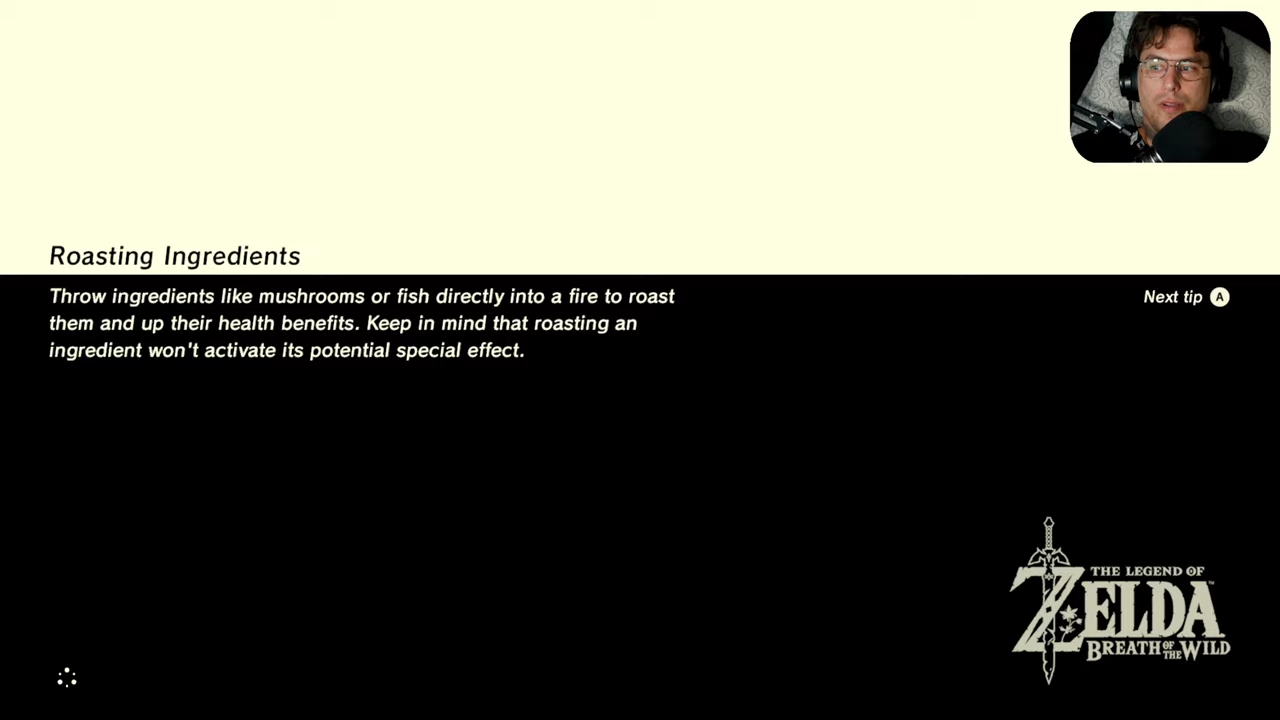 Roasting Ingredients
Throw ingredients like mushrooms or fish directly into a fire to roast
them and up their health benefits. Keep in mind that roasting an
ingredient won't activate its potential special effect.
Next tip A
THE LEGEND OF
ZELDA™
BREATH OF THE WILD